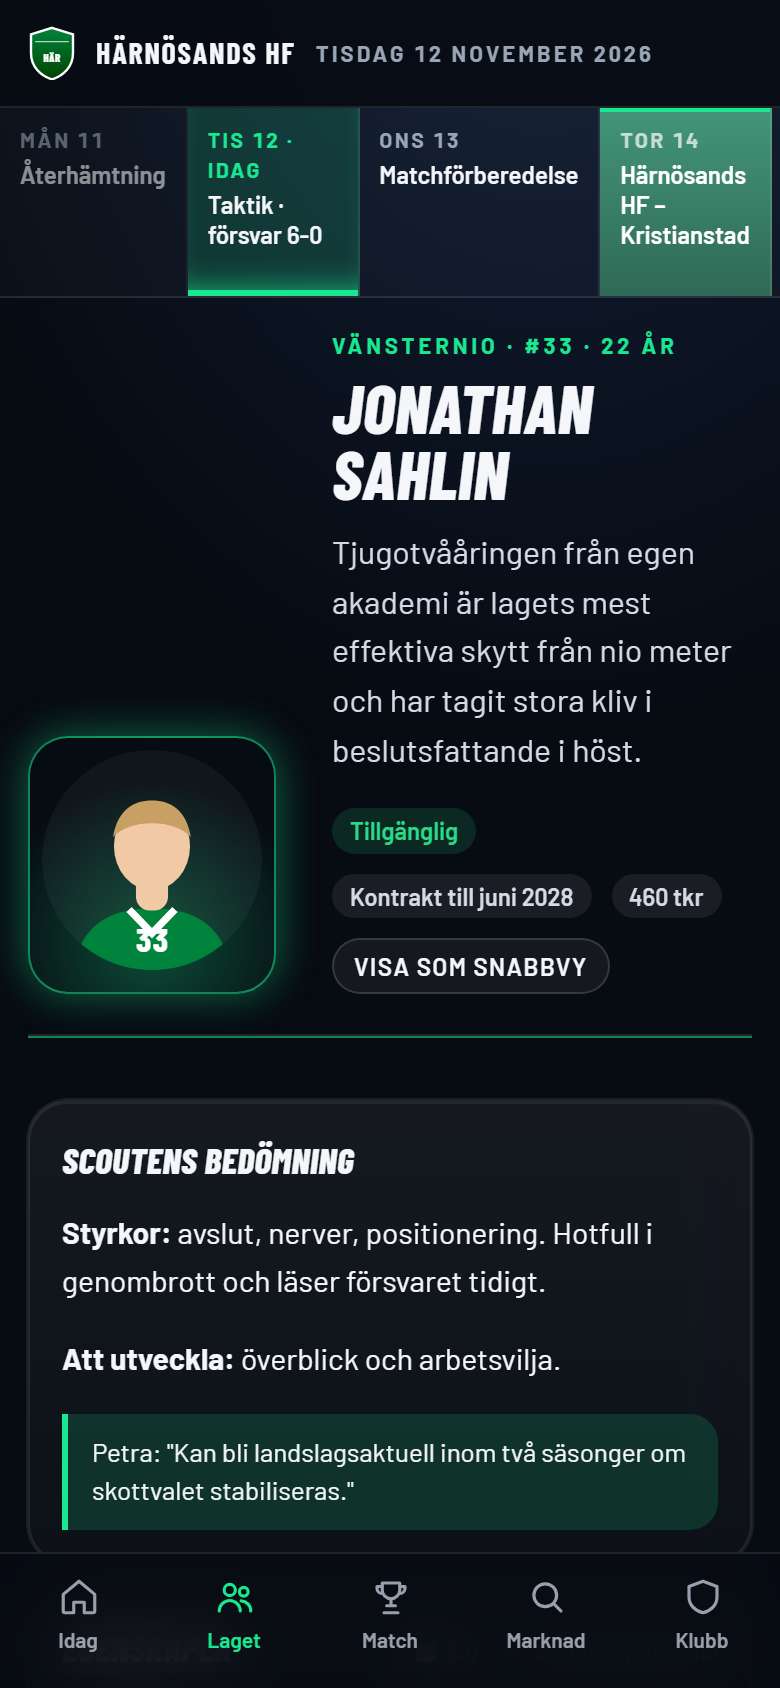 HÄR
HÄRNÖSANDS HF TISDAG 12 NOVEMBER 2026
MÅN 11
Återhämtning
TIS 12 ·
IDAG
Taktik ·
försvar 6-0
ONS 13
Matchförberedelse
TOR 14
Härnösands
HF –
Kristianstad
VÄNSTERNIO · #33 · 22 ÅR
JONATHAN
SAHLIN
Tjugotvååringen från egen
akademi är lagets mest
effektiva skytt från nio meter
och har tagit stora kliv i
beslutsfattande i höst.
Tillgänglig
Kontrakt till juni 2028
460 tkr
VISA SOM SNABBVY
33
SCOUTENS BEDÖMNING
Styrkor: avslut, nerver, positionering. Hotfull i
genombrott och läser försvaret tidigt.
Att utveckla: överblick och arbetsvilja.
Petra: "Kan bli landslagsaktuell inom två säsonger om
skottvalet stabiliseras."
Idag
Laget
Match
Marknad
Klubb